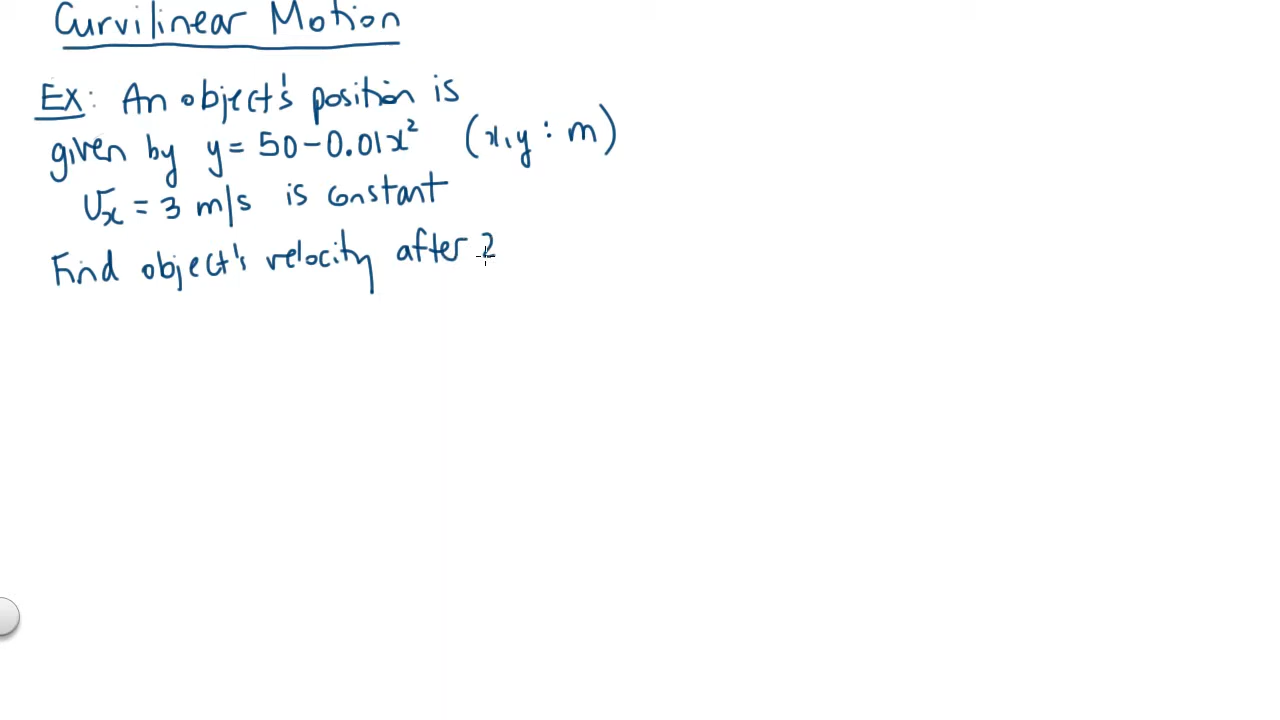 Curvilinear Motion
Ex: An object's position is
given by y = 50 - 0.01x² (x, y : m)
Vx = 3 m/s is constant
Find object's velocity after 2